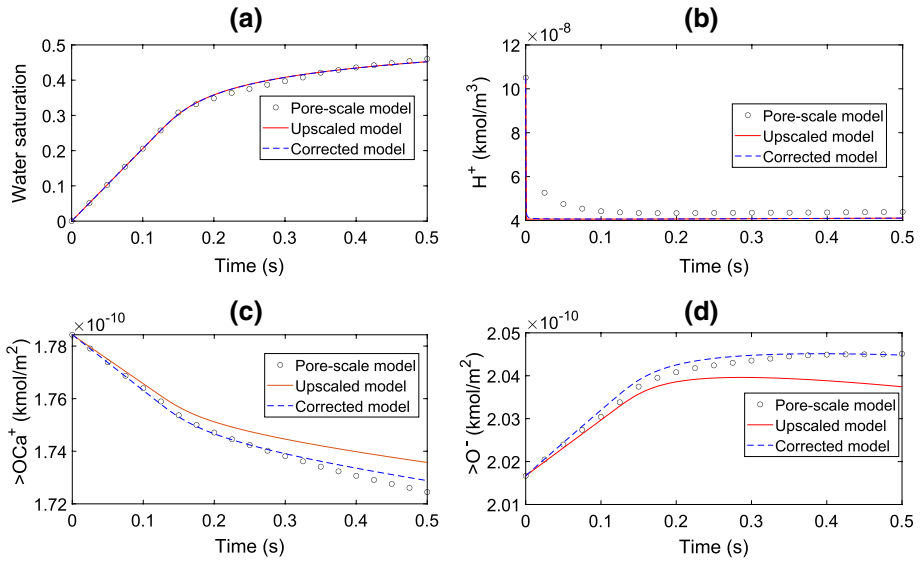 (a)
Water saturation
0.5
0.4
0.3
0.2
0.1
0
0 0.1 0.2 0.3 0.4 0.5
Time (s)
Pore-scale model
Upscaled model
Corrected model
(b)
×10⁻⁸
H⁺ (kmol/m³)
12
10
8
6
4
0 0.1 0.2 0.3 0.4 0.5
Time (s)
Pore-scale model
Upscaled model
Corrected model
(c)
×10⁻¹⁰
>OCa⁺ (kmol/m²)
1.78
1.76
1.74
1.72
0 0.1 0.2 0.3 0.4 0.5
Time (s)
Pore-scale model
Upscaled model
Corrected model
(d)
×10⁻¹⁰
>O⁻ (kmol/m²)
2.05
2.04
2.03
2.02
2.01
0 0.1 0.2 0.3 0.4 0.5
Time (s)
Pore-scale model
Upscaled model
Corrected model